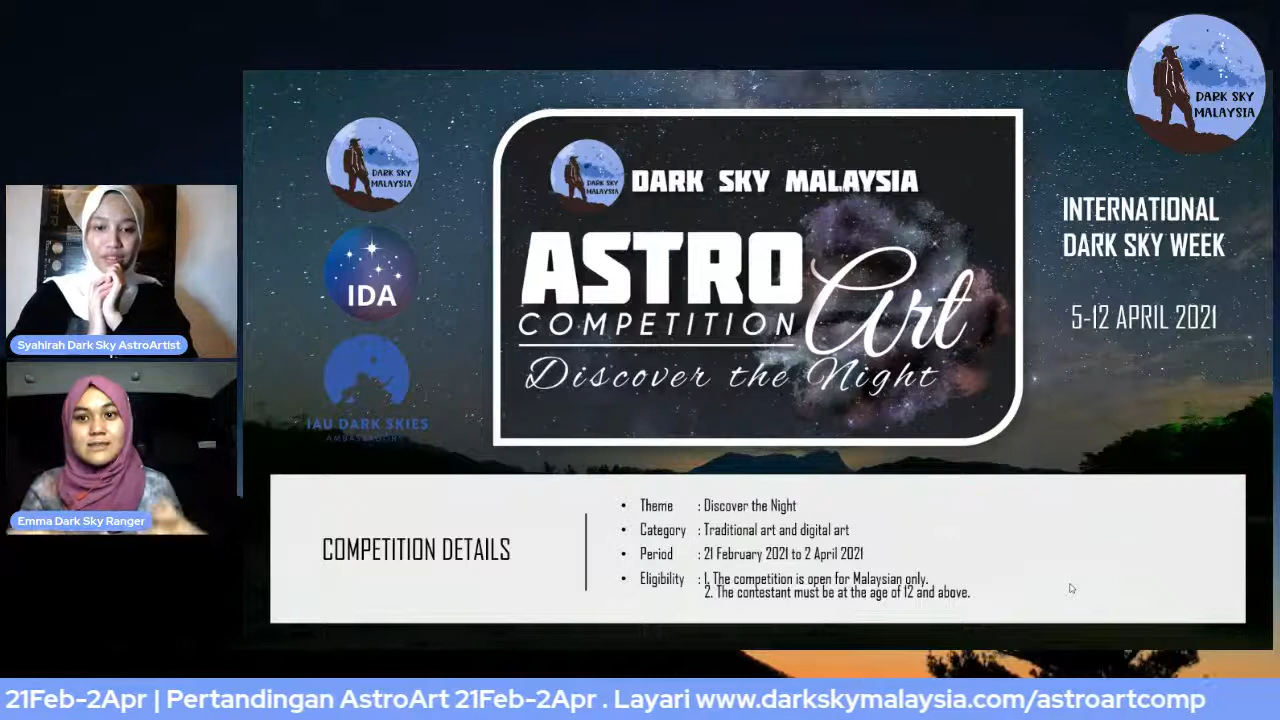 DARK SKY
MALAYSIA
DARK SKY
MALAYSIA
IDA
IAU DARK SKIES
AMBASSADOR
DARK SKY
MALAYSIA
DARK SKY MALAYSIA
ASTRO
Art
COMPETITION
Discover the Night
INTERNATIONAL
DARK SKY WEEK
5-12 APRIL 2021
Syahirah Dark Sky AstroArtist
Emma Dark Sky Ranger
COMPETITION DETAILS
• Theme : Discover the Night
• Category : Traditional art and digital art
• Period : 21 February 2021 to 2 April 2021
• Eligibility : 1. The competition is open for Malaysian only.
2. The contestant must be at the age of 12 and above.
21Feb-2Apr | Pertandingan AstroArt 21Feb-2Apr . Layari www.darkskymalaysia.com/astroartcomp